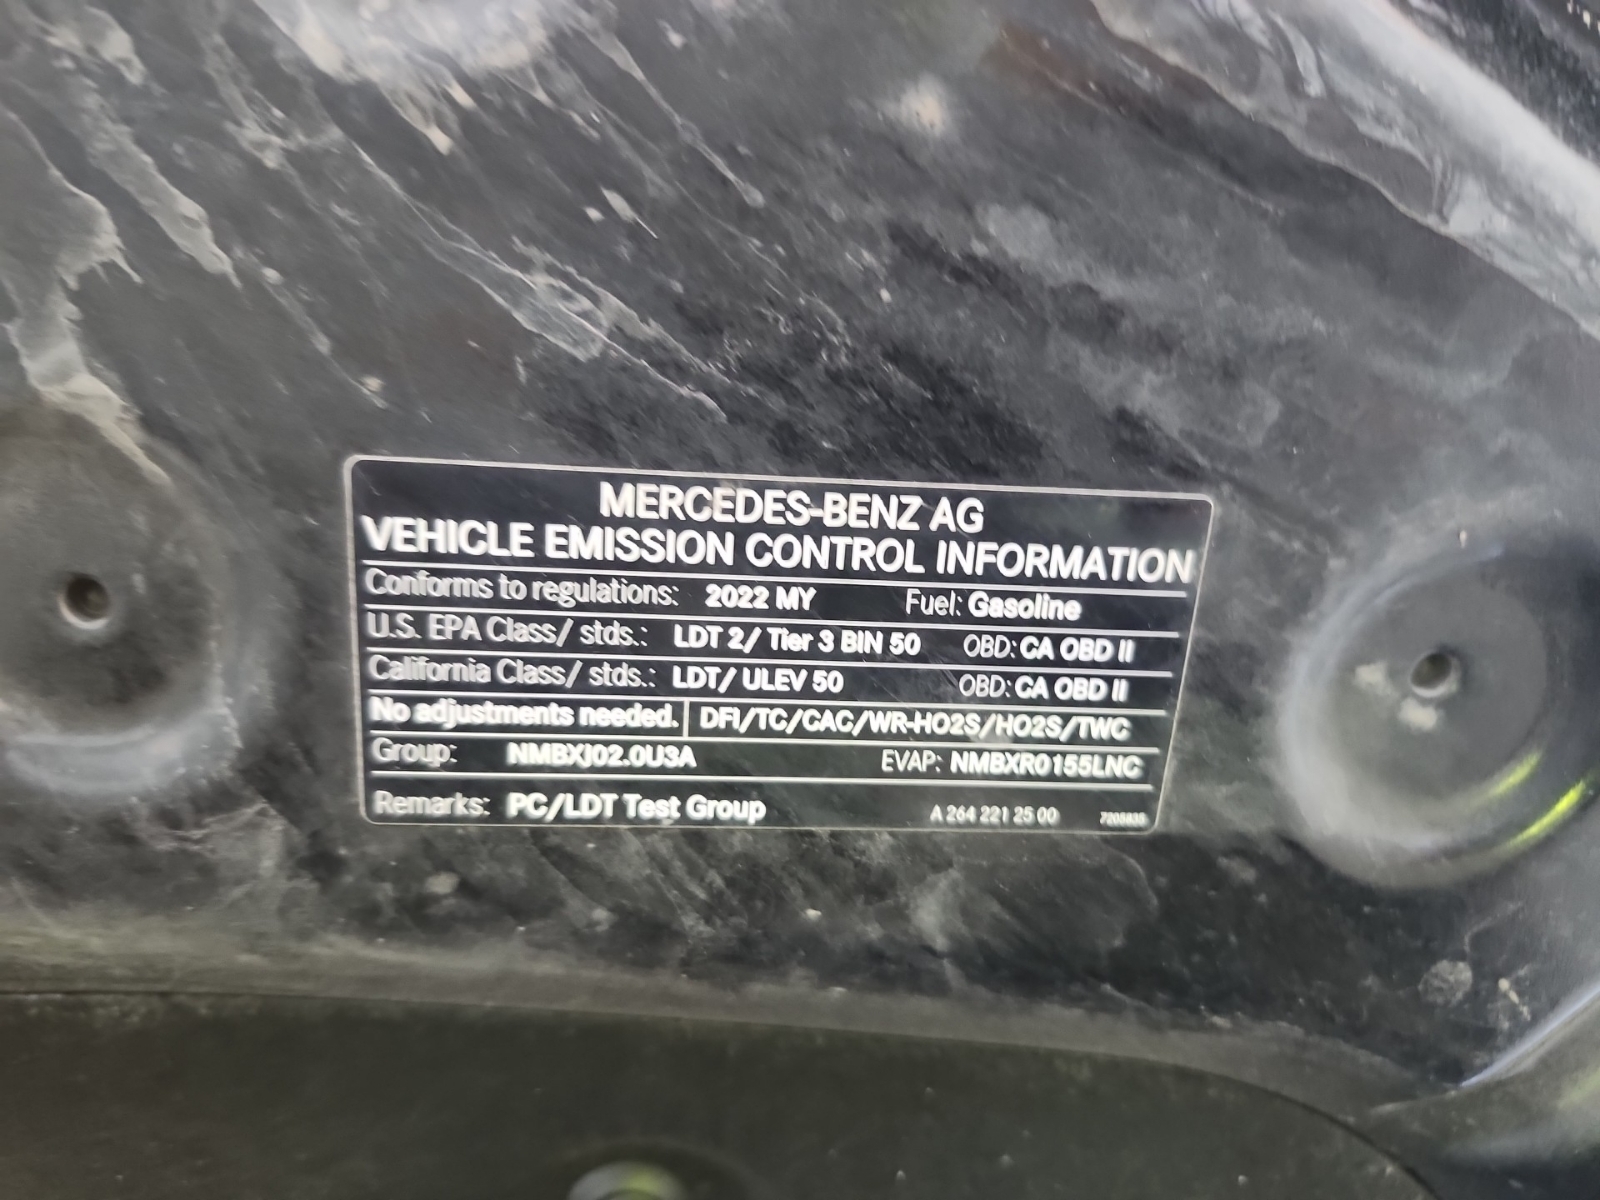 MERCEDES-BENZ AG
VEHICLE EMISSION CONTROL INFORMATION
Conforms to regulations: 2022 MY Fuel: Gasoline
U.S. EPA Class/ stds.: LDT 2/ Tier 3 BIN 50 OBD: CA OBD II
California Class/ stds.: LDT/ ULEV 50 OBD: CA OBD II
No adjustments needed. DFI/TC/CAC/WR-HO2S/HO2S/TWC
Group: NMBXJ02.0U3A EVAP: NMBXR0155LNC
Remarks: PC/LDT Test Group A 264 221 25 00